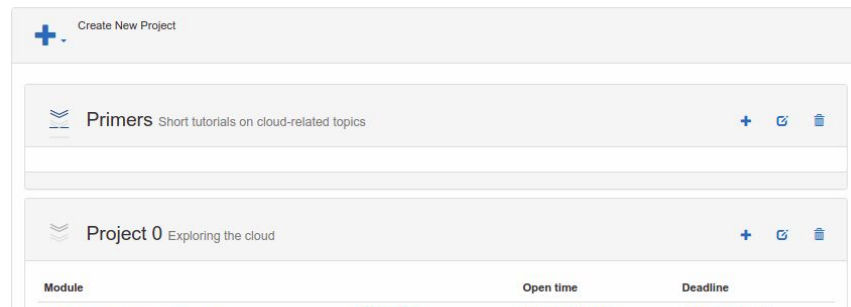 Create New Project
Primers Short tutorials on cloud-related topics
Project 0 Exploring the cloud
Module Open time Deadline